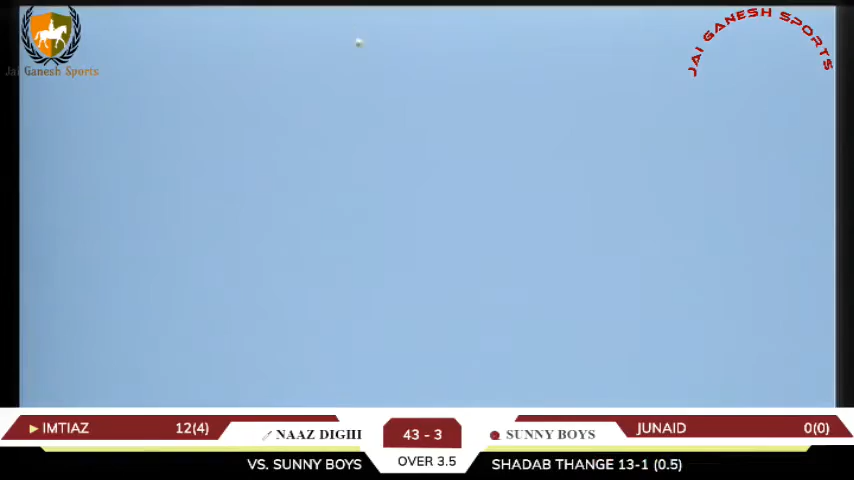 Jai Ganesh Sports
JAI GANESH SPORTS
IMTIAZ 12(4)
NAAZ DIGHI
43 - 3
SUNNY BOYS
JUNAID 0(0)
VS. SUNNY BOYS
OVER 3.5
SHADAB THANGE 13-1 (0.5)